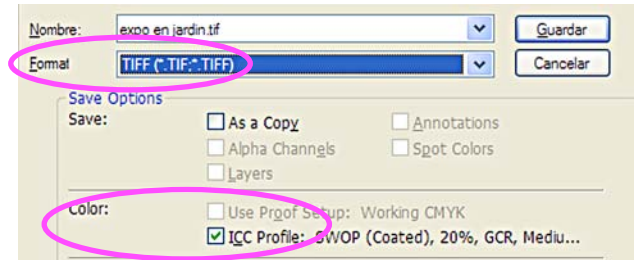 Nombre: expo en jardin.tif Guardar
Format TIFF (*.TIF;*.TIFF) Cancelar
Save Options
Save: As a Copy Annotations
Alpha Channels Spot Colors
Layers
Color: Use Proof Setup: Working CMYK
ICC Profile: SWOP (Coated), 20%, GCR, Mediu...